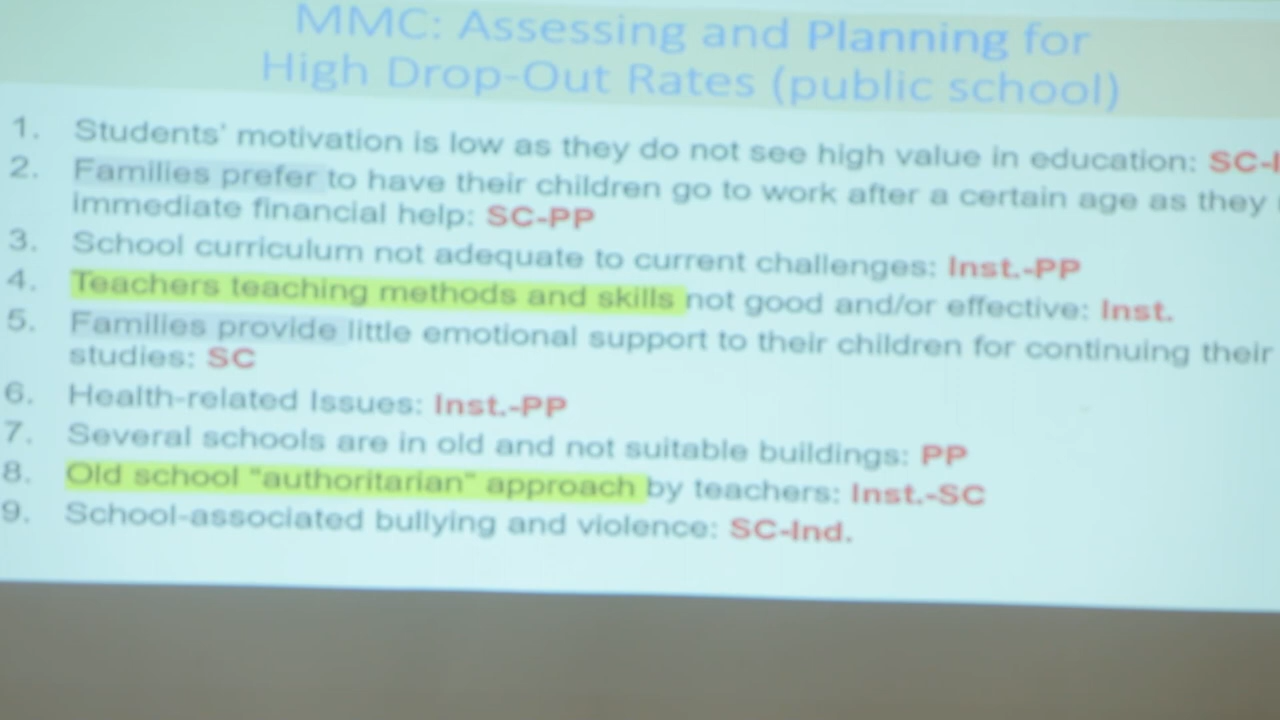 MMC: Assessing and Planning for
High Drop-Out Rates (public school)
1. Students' motivation is low as they do not see high value in education: SC-I
2. Families prefer to have their children go to work after a certain age as they
immediate financial help: SC-PP
3. School curriculum not adequate to current challenges: Inst.-PP
4. Teachers teaching methods and skills not good and/or effective: Inst.
5. Families provide little emotional support to their children for continuing their
studies: SC
6. Health-related Issues: Inst.-PP
7. Several schools are in old and not suitable buildings: PP
8. Old school "authoritarian" approach by teachers: Inst.-SC
9. School-associated bullying and violence: SC-Ind.